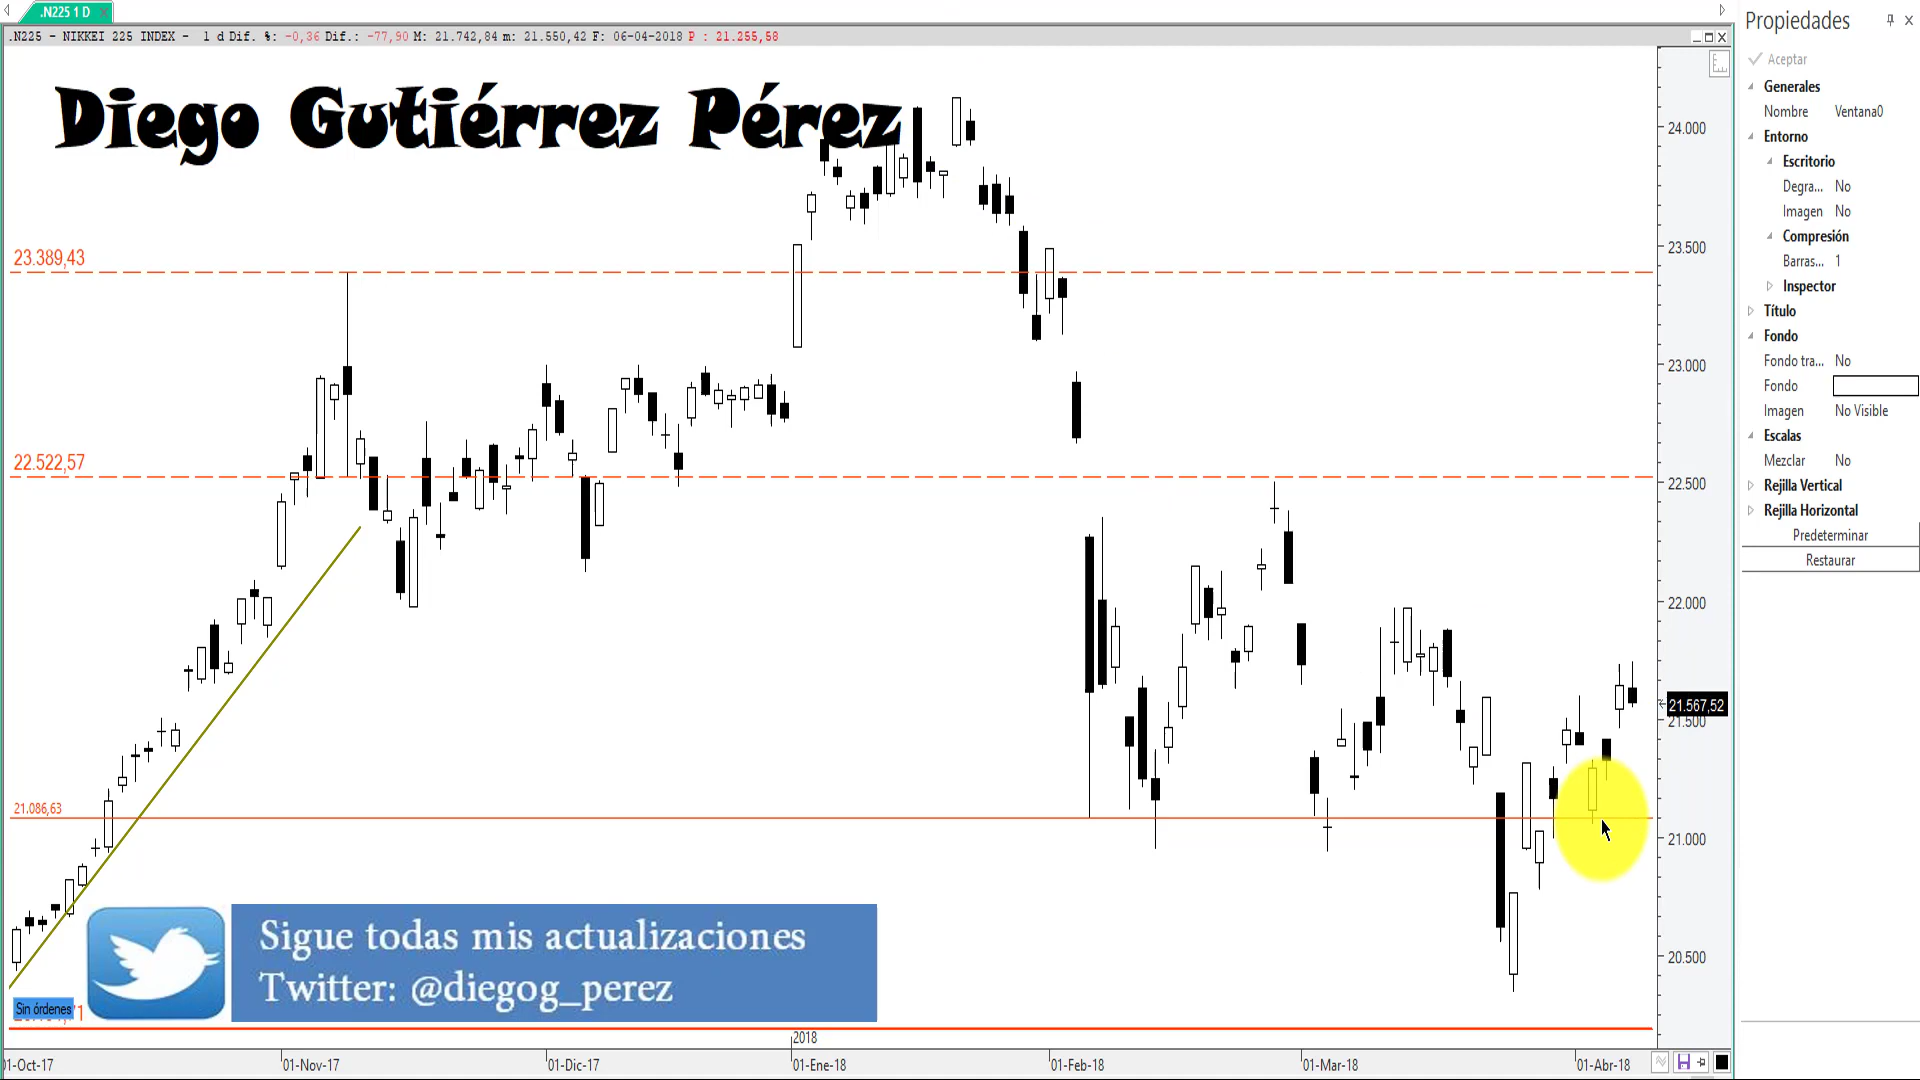 .N225 1 D
.N225 - NIKKEI 225 INDEX - 1 d Dif. %: -0,36 Dif.: -77,90 M: 21.742,84 m: 21.550,42 F: 06-04-2018 P : 21.255,58
Diego Gutiérrez Pérez
24.000
23.389,43
23.500
23.000
22.522,57
22.500
22.000
21.567,52
21.500
21.086,63
21.000
20.500
Sigue todas mis actualizaciones
Twitter: @diegog_perez
Sin órdenes
2018
01-Oct-17
01-Nov-17
01-Dic-17
01-Ene-18
01-Feb-18
01-Mar-18
01-Abr-18
Propiedades
Aceptar
Generales
Nombre Ventana0
Entorno
Escritorio
Degra... No
Imagen No
Compresión
Barras... 1
Inspector
Título
Fondo
Fondo tra... No
Fondo
Imagen No Visible
Escalas
Mezclar No
Rejilla Vertical
Rejilla Horizontal
Predeterminar
Restaurar